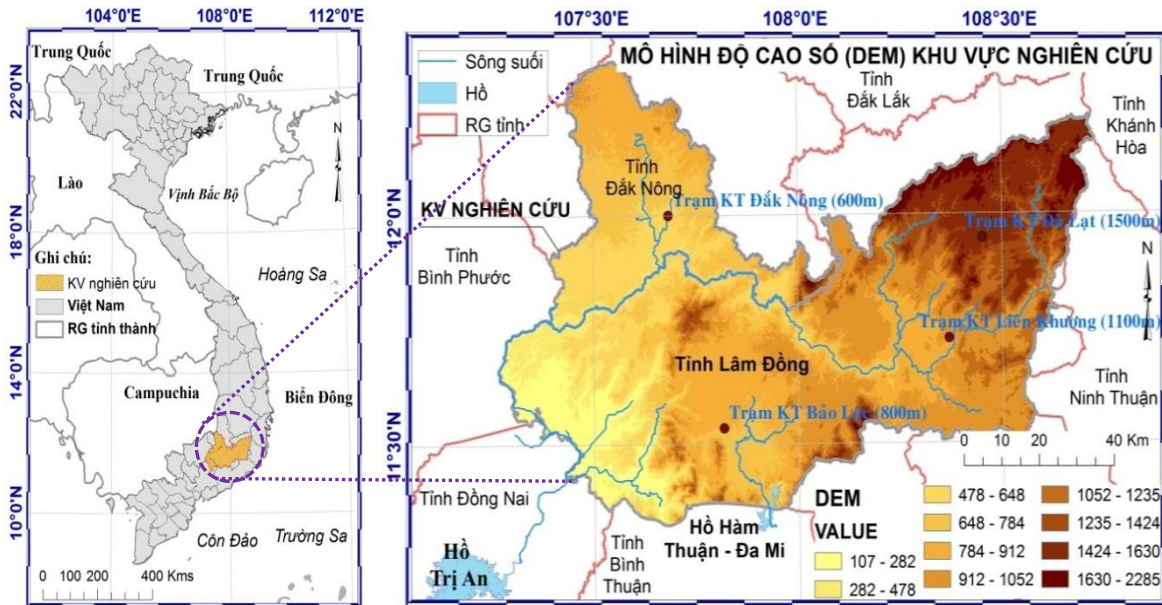 104°0'E 108°0'E 112°0'E
Trung Quốc
Trung Quốc
22°0'N
N
Lào
Vịnh Bắc Bộ
18°0'N
Ghi chú:
KV nghiên cứu
Việt Nam
RG tỉnh thành
Hoàng Sa
14°0'N
Campuchia
Biển Đông
10°0'N
Côn Đảo
Trường Sa
0 100 200 400 Kms
107°30'E 108°0'E 108°30'E
MÔ HÌNH ĐỘ CAO SỐ (DEM) KHU VỰC NGHIÊN CỨU
Sông suối
Hồ
RG tỉnh
Tỉnh
Đắk Lắk
Tỉnh
Khánh
Hòa
Tỉnh
Đắk Nông
Trạm KT Đắk Nông (600m)
KV NGHIÊN CỨU
12°0'N
Trạm KT Đà Lạt (1500m)
Tỉnh
Bình Phước
N
Trạm KT Liên Khương (1100m)
Tỉnh Lâm Đồng
Tỉnh
Ninh Thuận
Trạm KT Bảo Lộc (800m)
11°30'N
0 10 20 40 Km
Tỉnh Đồng Nai
Hồ Hàm
Thuận - Đa Mi
Tỉnh
Bình
Thuận
Hồ
Trị An
DEM
VALUE
107 - 282
282 - 478
478 - 648
648 - 784
784 - 912
912 - 1052
1052 - 1235
1235 - 1424
1424 - 1630
1630 - 2285